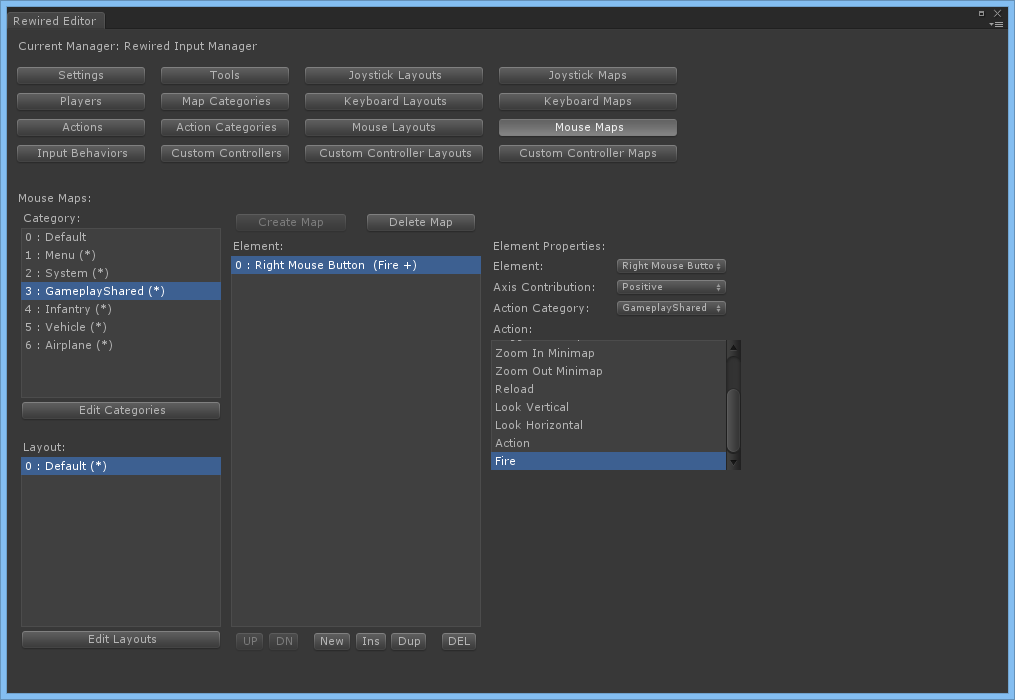 Rewired Editor
Current Manager: Rewired Input Manager
Settings Tools Joystick Layouts Joystick Maps
Players Map Categories Keyboard Layouts Keyboard Maps
Actions Action Categories Mouse Layouts Mouse Maps
Input Behaviors Custom Controllers Custom Controller Layouts Custom Controller Maps
Mouse Maps:
Category:
0 : Default
1 : Menu (*)
2 : System (*)
3 : GameplayShared (*)
4 : Infantry (*)
5 : Vehicle (*)
6 : Airplane (*)
Edit Categories
Layout:
0 : Default (*)
Edit Layouts
Create Map Delete Map
Element:
0 : Right Mouse Button (Fire +)
UP DN New Ins Dup DEL
Element Properties:
Element: Right Mouse Butto
Axis Contribution: Positive
Action Category: GameplayShared
Action:
Zoom In Minimap
Zoom Out Minimap
Reload
Look Vertical
Look Horizontal
Action
Fire